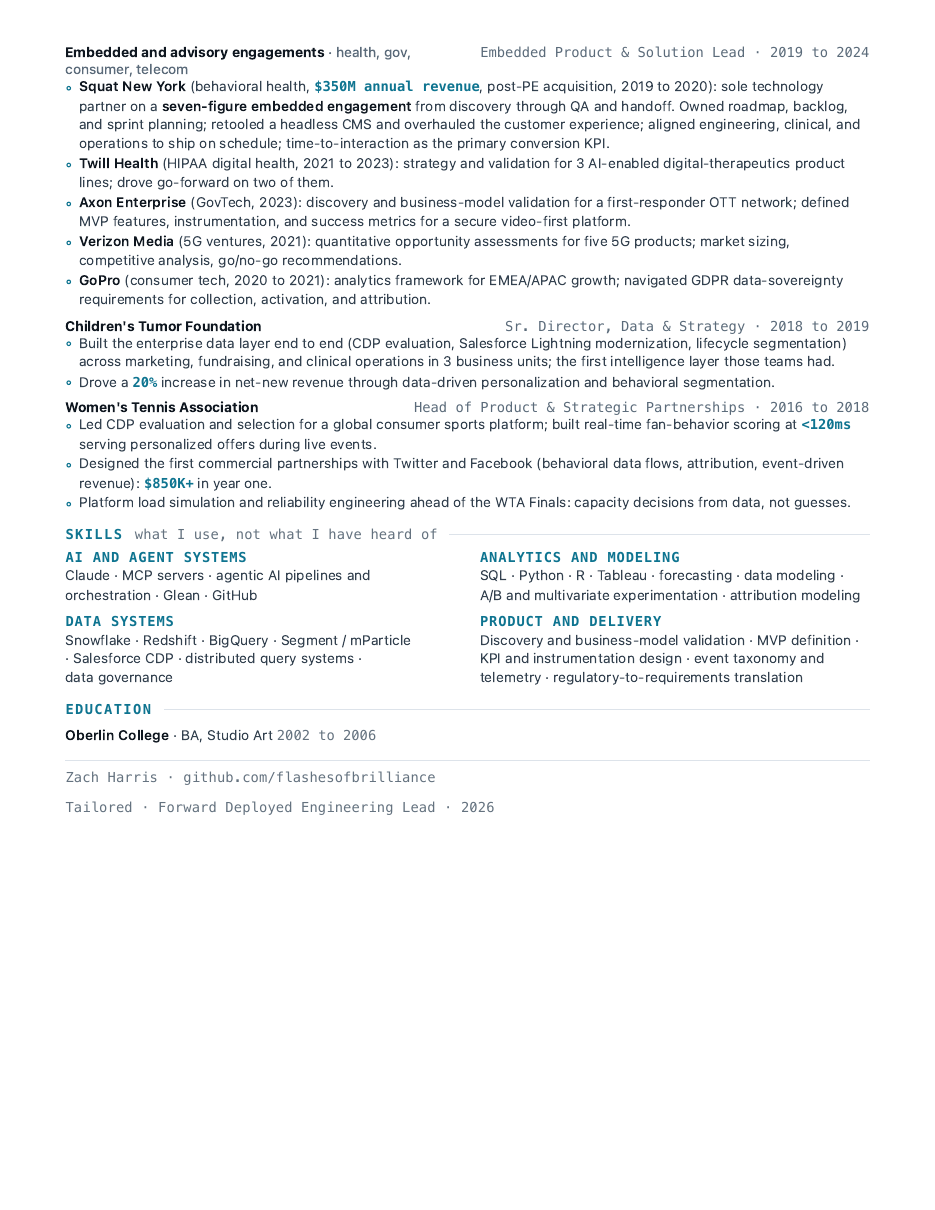 Embedded and advisory engagements · health, gov, consumer, telecom
Embedded Product & Solution Lead · 2019 to 2024
Squat New York (behavioral health, $350M annual revenue, post-PE acquisition, 2019 to 2020): sole technology
partner on a seven-figure embedded engagement from discovery through QA and handoff. Owned roadmap, backlog,
and sprint planning; retooled a headless CMS and overhauled the customer experience; aligned engineering, clinical, and
operations to ship on schedule; time-to-interaction as the primary conversion KPI.
Twill Health (HIPAA digital health, 2021 to 2023): strategy and validation for 3 AI-enabled digital-therapeutics product
lines; drove go-forward on two of them.
Axon Enterprise (GovTech, 2023): discovery and business-model validation for a first-responder OTT network; defined
MVP features, instrumentation, and success metrics for a secure video-first platform.
Verizon Media (5G ventures, 2021): quantitative opportunity assessments for five 5G products; market sizing,
competitive analysis, go/no-go recommendations.
GoPro (consumer tech, 2020 to 2021): analytics framework for EMEA/APAC growth; navigated GDPR data-sovereignty
requirements for collection, activation, and attribution.
Children's Tumor Foundation
Sr. Director, Data & Strategy · 2018 to 2019
Built the enterprise data layer end to end (CDP evaluation, Salesforce Lightning modernization, lifecycle segmentation)
across marketing, fundraising, and clinical operations in 3 business units; the first intelligence layer those teams had.
Drove a 20% increase in net-new revenue through data-driven personalization and behavioral segmentation.
Women's Tennis Association
Head of Product & Strategic Partnerships · 2016 to 2018
Led CDP evaluation and selection for a global consumer sports platform; built real-time fan-behavior scoring at <120ms
serving personalized offers during live events.
Designed the first commercial partnerships with Twitter and Facebook (behavioral data flows, attribution, event-driven
revenue): $850K+ in year one.
Platform load simulation and reliability engineering ahead of the WTA Finals: capacity decisions from data, not guesses.
SKILLS what I use, not what I have heard of
AI AND AGENT SYSTEMS
Claude · MCP servers · agentic AI pipelines and
orchestration · Glean · GitHub
ANALYTICS AND MODELING
SQL · Python · R · Tableau · forecasting · data modeling ·
A/B and multivariate experimentation · attribution modeling
DATA SYSTEMS
Snowflake · Redshift · BigQuery · Segment / mParticle
· Salesforce CDP · distributed query systems ·
data governance
PRODUCT AND DELIVERY
Discovery and business-model validation · MVP definition ·
KPI and instrumentation design · event taxonomy and
telemetry · regulatory-to-requirements translation
EDUCATION
Oberlin College · BA, Studio Art 2002 to 2006
Zach Harris · github.com/flashesofbrilliance
Tailored · Forward Deployed Engineering Lead · 2026